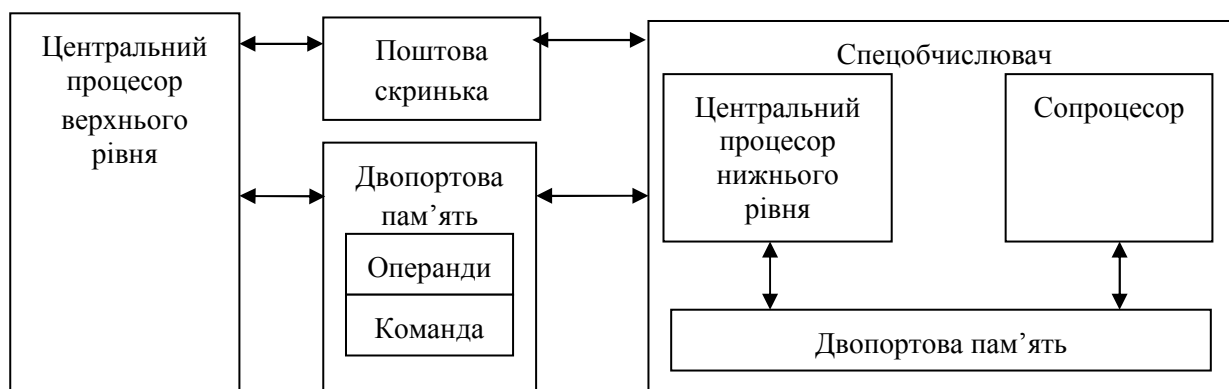 Центральний
процесор
верхнього
рівня
Поштова
скринька
Двопортова
пам’ять
Операнди
Команда
Спецобчислювач
Центральний
процесор
нижнього
рівня
Сопроцесор
Двопортова пам’ять